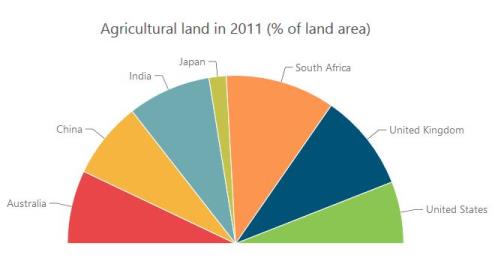 Agricultural land in 2011 (% of land area)
Japan
South Africa
India
China
United Kingdom
Australia
United States